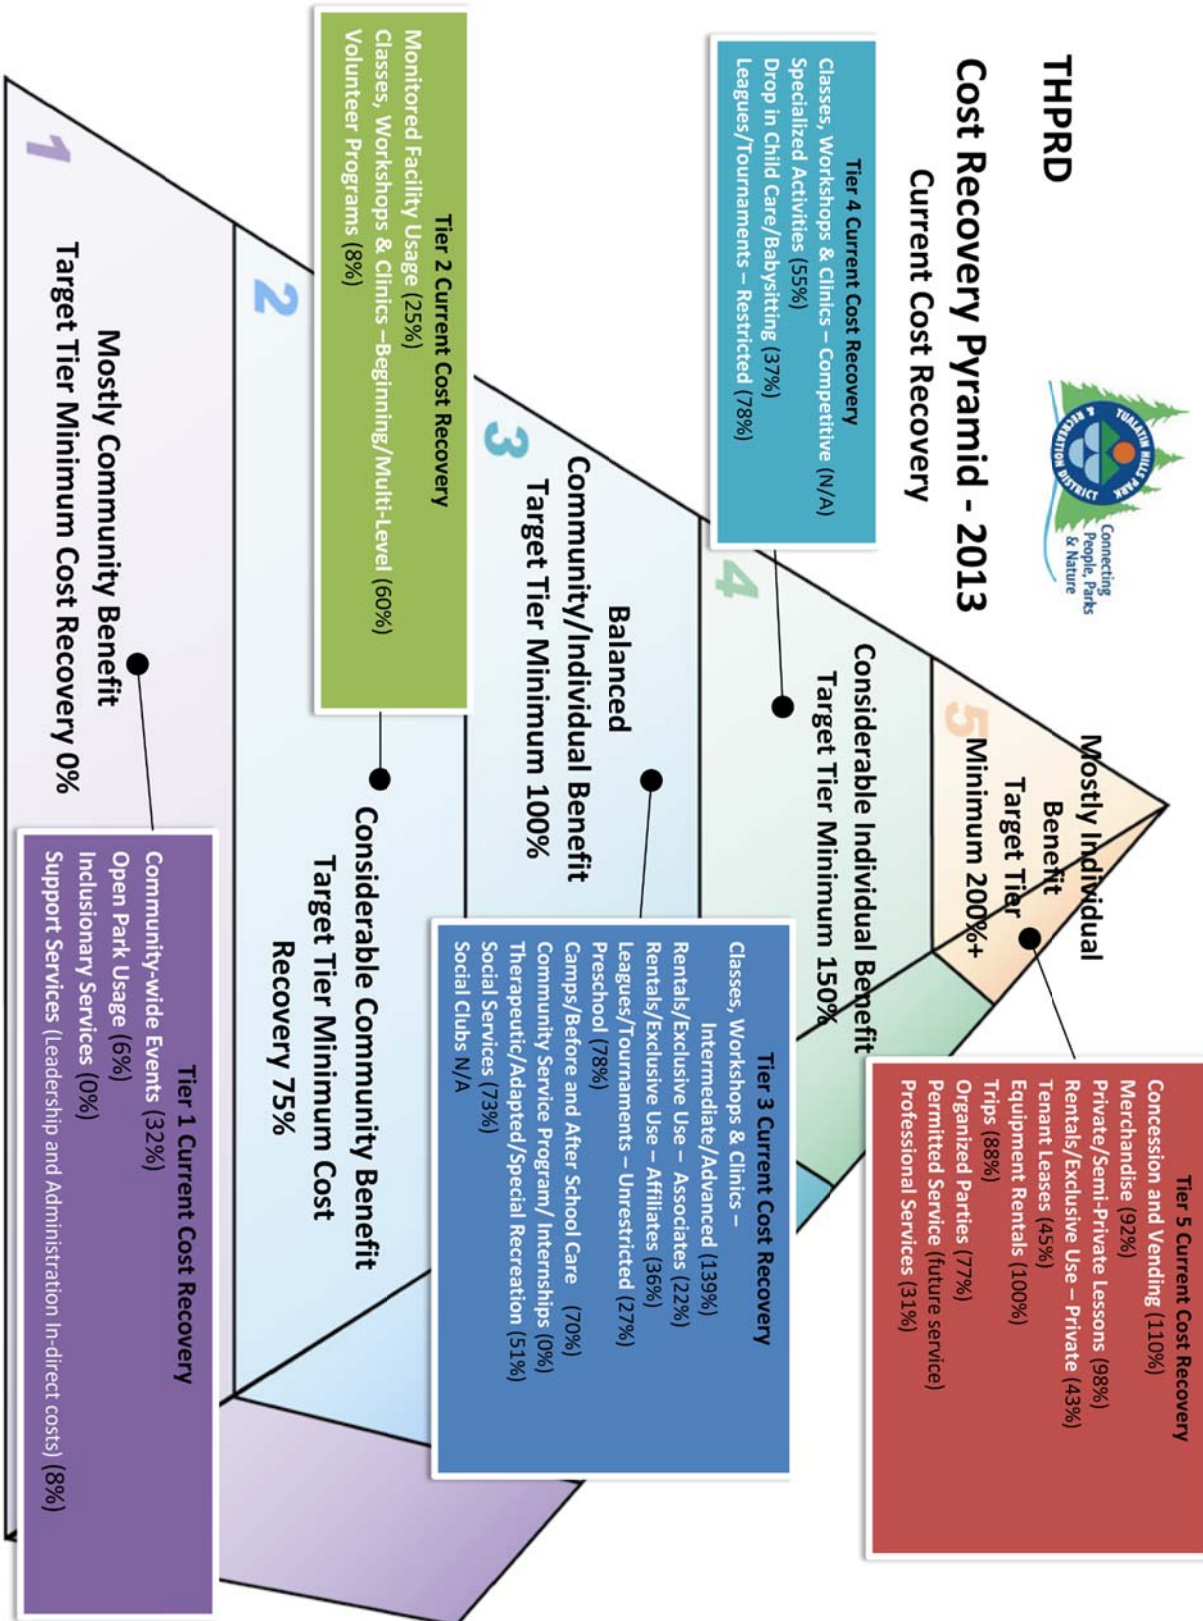 THPRD
TUALATIN HILLS PARK
& RECREATION DISTRICT
Connecting
People, Parks
& Nature
Cost Recovery Pyramid - 2013
Current Cost Recovery
Mostly Individual
Benefit
Target Tier
Minimum 200%+
5
Tier 5 Current Cost Recovery
Concession and Vending (110%)
Merchandise (92%)
Private/Semi-Private Lessons (98%)
Rentals/Exclusive Use – Private (43%)
Tenant Leases (45%)
Equipment Rentals (100%)
Trips (88%)
Organized Parties (77%)
Permitted Service (future service)
Professional Services (31%)
Tier 4 Current Cost Recovery
Classes, Workshops & Clinics – Competitive (N/A)
Specialized Activities (55%)
Drop in Child Care/Babysitting (37%)
Leagues/Tournaments – Restricted (78%)
Considerable Individual Benefit
Target Tier Minimum 150%
4
Tier 3 Current Cost Recovery
Classes, Workshops & Clinics –
Intermediate/Advanced (139%)
Rentals/Exclusive Use – Associates (22%)
Rentals/Exclusive Use – Affiliates (36%)
Leagues/Tournaments – Unrestricted (27%)
Preschool (78%)
Camps/Before and After School Care (70%)
Community Service Program/ Internships (0%)
Therapeutic/Adapted/Special Recreation (51%)
Social Services (73%)
Social Clubs N/A
Balanced
Community/Individual Benefit
Target Tier Minimum 100%
3
Tier 2 Current Cost Recovery
Monitored Facility Usage (25%)
Classes, Workshops & Clinics –Beginning/Multi-Level (60%)
Volunteer Programs (8%)
Considerable Community Benefit
Target Tier Minimum Cost
Recovery 75%
2
Tier 1 Current Cost Recovery
Community-wide Events (32%)
Open Park Usage (6%)
Inclusionary Services (0%)
Support Services (Leadership and Administration In-direct costs) (8%)
1
Mostly Community Benefit
Target Tier Minimum Cost Recovery 0%